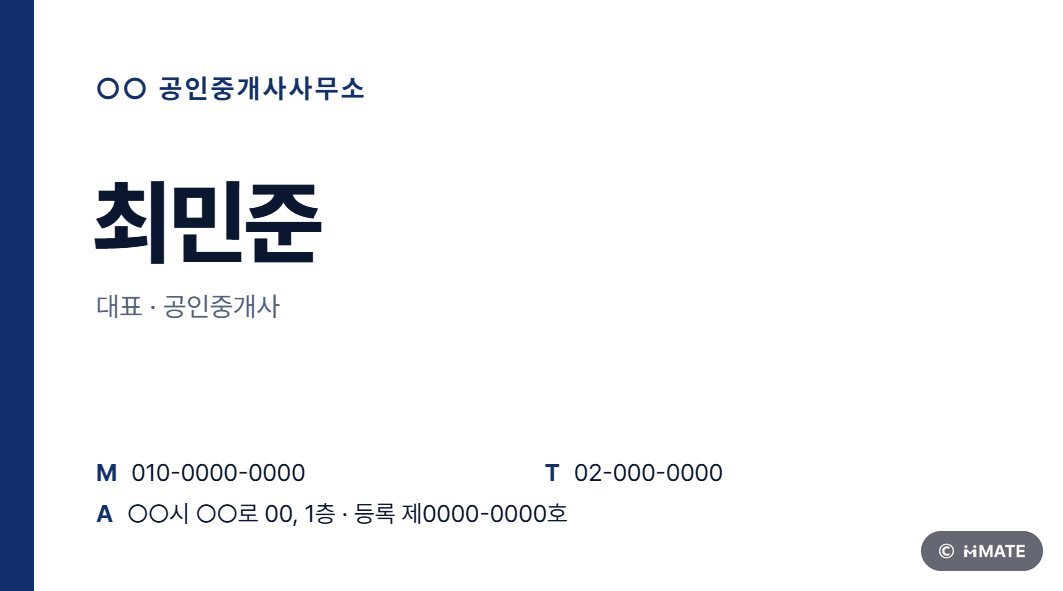 ○○ 공인중개사사무소
최민준
대표 · 공인중개사
M 010-0000-0000 T 02-000-0000
A ○○시 ○○로 00, 1층 · 등록 제0000-0000호
© MATE